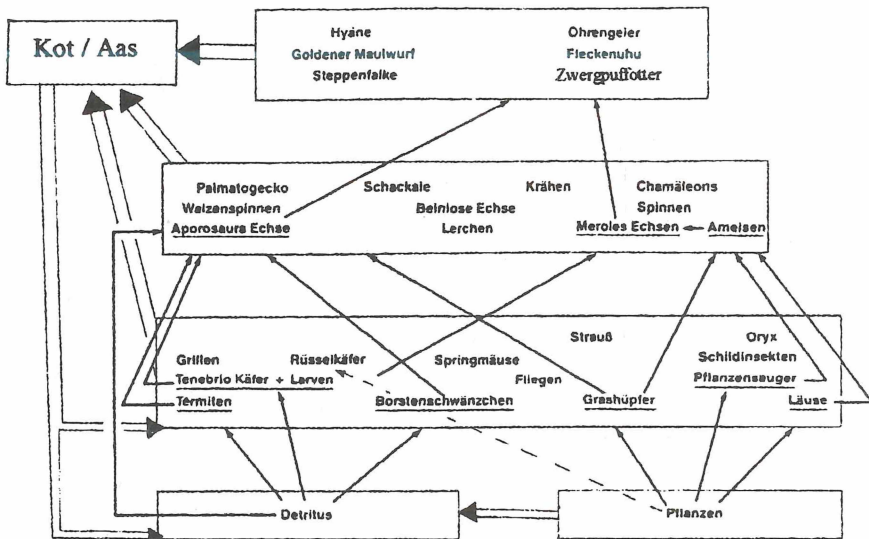 Kot / Aas
Hyäne Ohrengeier
Goldener Maulwurf Fleckenuhu
Steppenfalke Zwergpuffotter
Palmatogecko Schackale Krähen Chamäleons
Walzenspinnen Beinlose Echse Spinnen
Aporosaura Echse Lerchen Meroles Echsen Ameisen
Strauß Oryx
Grillen Rüsselkäfer Springmäuse Schildinsekten
Tenebrio Käfer + Larven Fliegen Pflanzensauger
Termiten Borstenschwänzchen Grashüpfer Läuse
Detritus Pflanzen